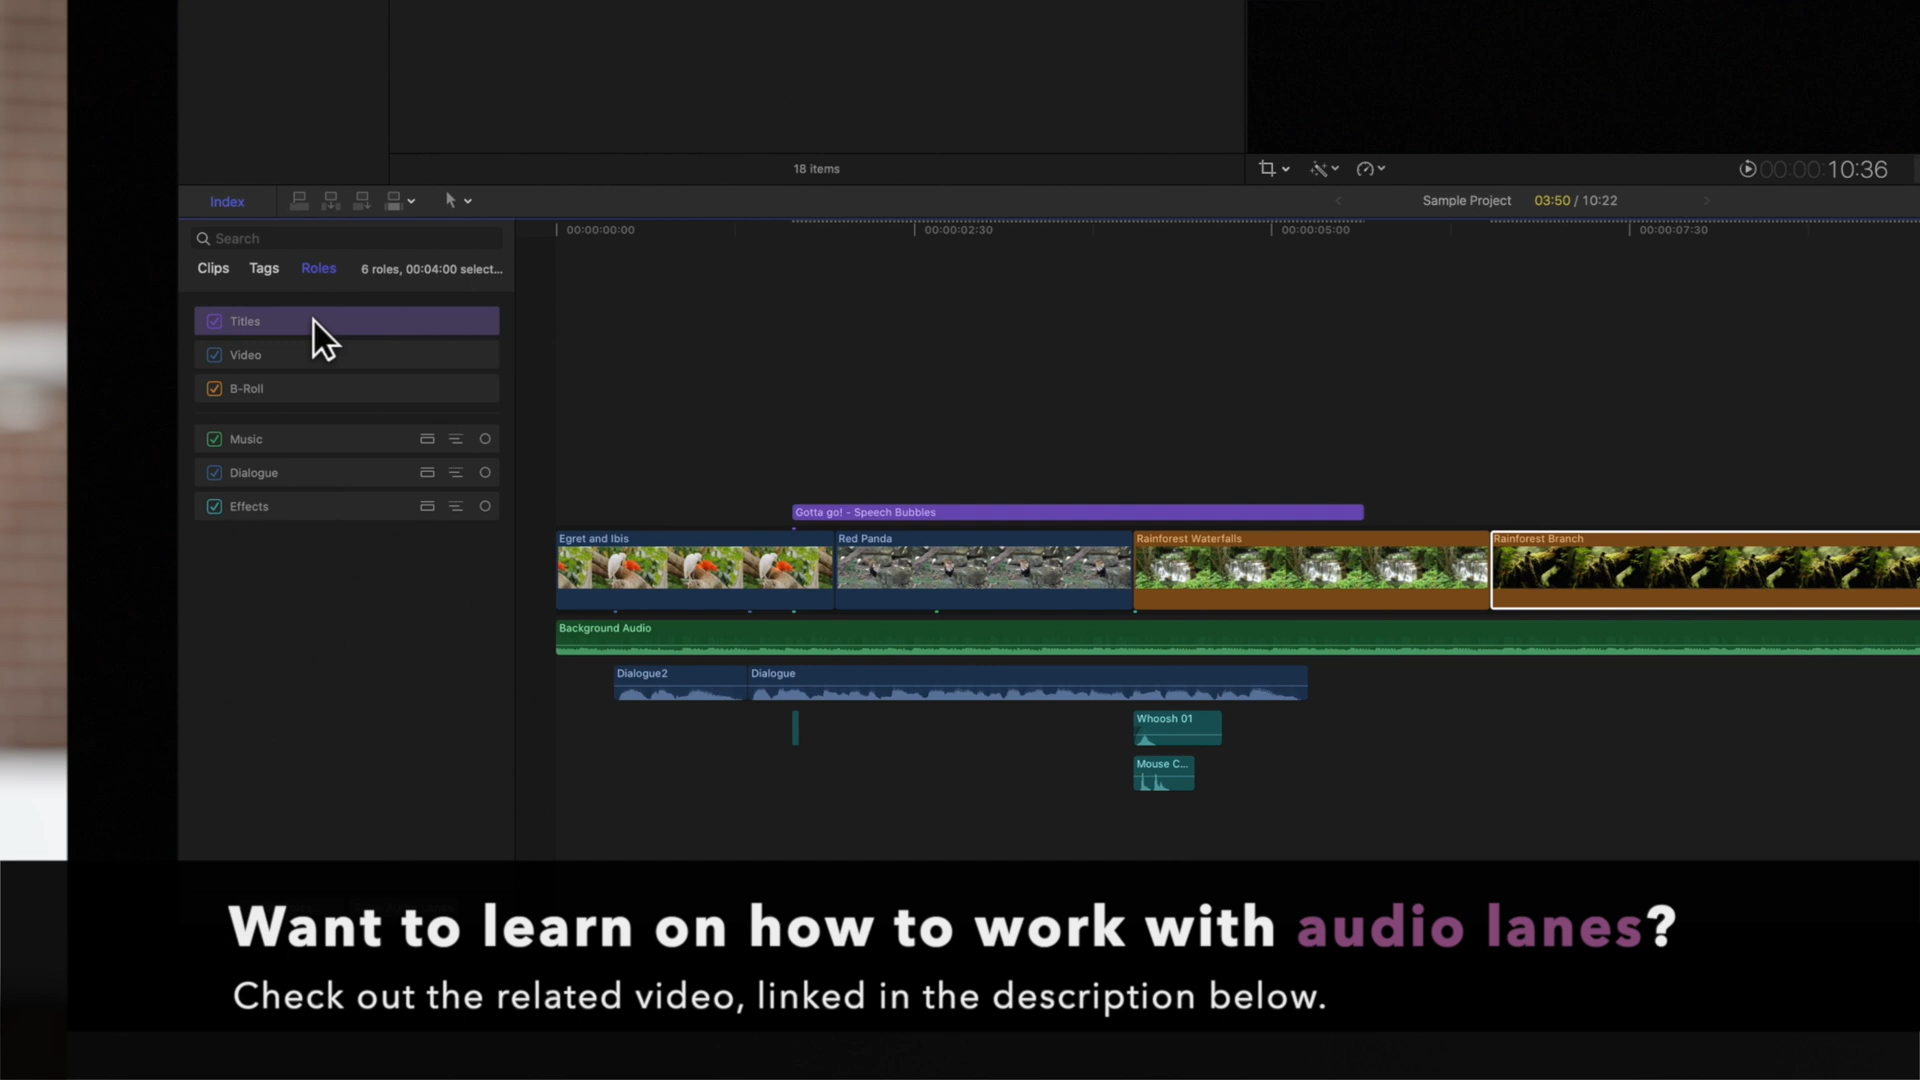 18 items
00:00:10:36
Index
Sample Project 03:50 / 10:22
Search
00:00:00:00 00:00:02:30 00:00:05:00 00:00:07:30
Clips Tags Roles 6 roles, 00:04:00 select...
Titles
Video
B-Roll
Music
Dialogue
Effects
Gotta go! - Speech Bubbles
Egret and Ibis Red Panda Rainforest Waterfalls Rainforest Branch
Background Audio
Dialogue2 Dialogue
Whoosh 01
Mouse C...
Want to learn on how to work with audio lanes?
Check out the related video, linked in the description below.